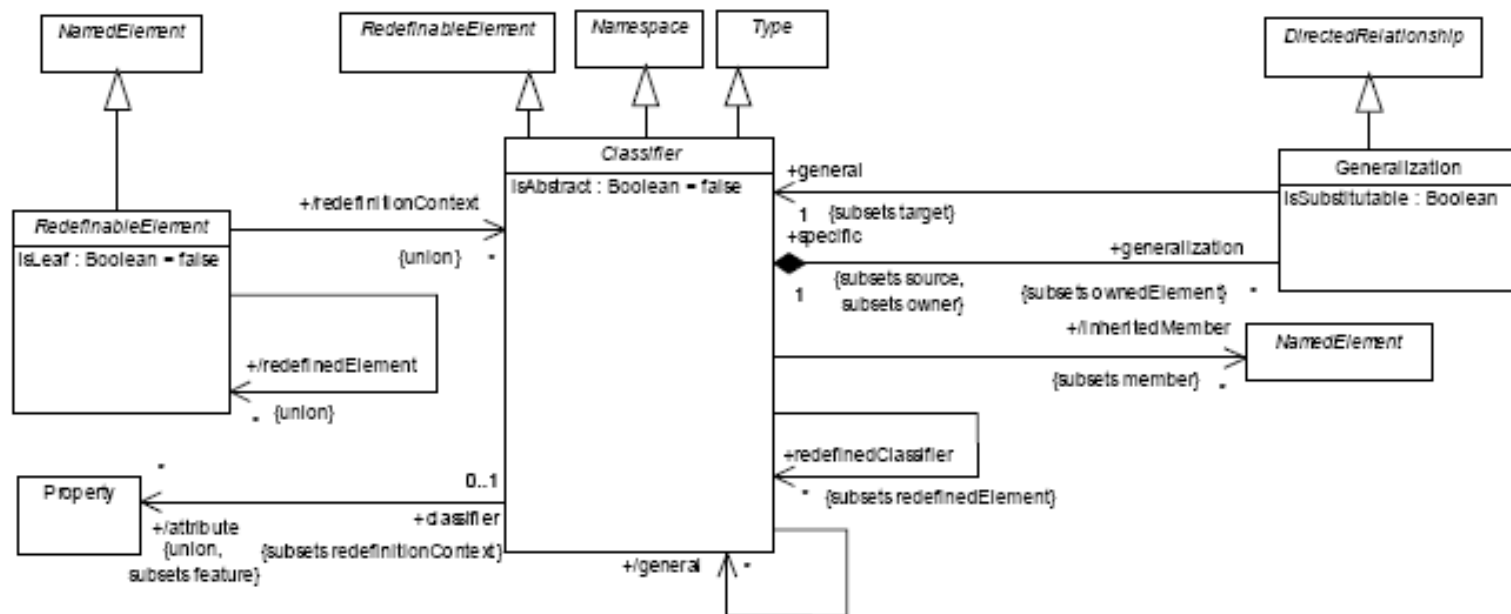 NamedElement
RedefinableElement
Namespace
Type
DirectedRelationship
Classifier
isAbstract : Boolean = false
Generalization
isSubstitutable : Boolean
+general
1 {subsets target}
+specific
+generalization
{subsets source,
1
subsets owner}
{subsets ownedElement} *
+/redefinitionContext
{union} *
RedefinableElement
isLeaf : Boolean = false
+/redefinedElement
* {union}
+/inheritedMember
NamedElement
{subsets member} *
+redefinedClassifier
* {subsets redefinedElement}
*
0..1
Property
+/attribute
{union,
subsets feature}
+classifier
{subsets redefinitionContext}
+/general *